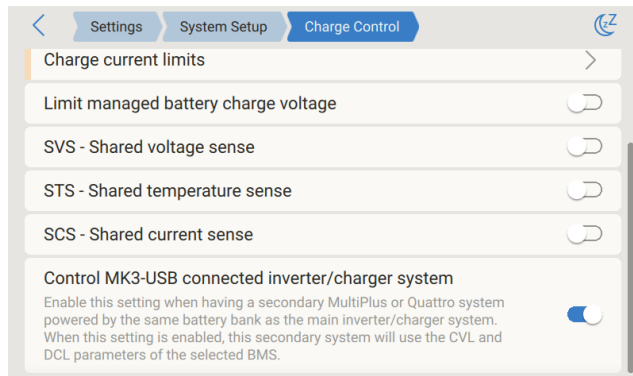 Settings
System Setup
Charge Control
Charge current limits
Limit managed battery charge voltage
SVS - Shared voltage sense
STS - Shared temperature sense
SCS - Shared current sense
Control MK3-USB connected inverter/charger system
Enable this setting when having a secondary MultiPlus or Quattro system
powered by the same battery bank as the main inverter/charger system.
When this setting is enabled, this secondary system will use the CVL and
DCL parameters of the selected BMS.